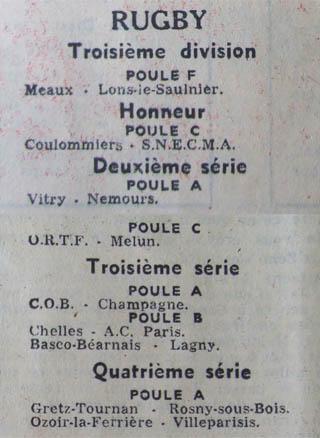 RUGBY
Troisième division
POULE F
Meaux - Lons-le-Saulnier.
Honneur
POULE C
Coulommiers - S.N.E.C.M.A.
Deuxième série
POULE A
Vitry - Nemours.
POULE C
O.R.T.F. - Melun.
Troisième série
POULE A
C.O.B. - Champagne.
POULE B
Chelles - A.C. Paris.
Basco-Béarnais - Lagny.
Quatrième série
POULE A
Gretz-Tournan - Rosny-sous-Bois.
Ozoir-la-Ferrière - Villeparisis.